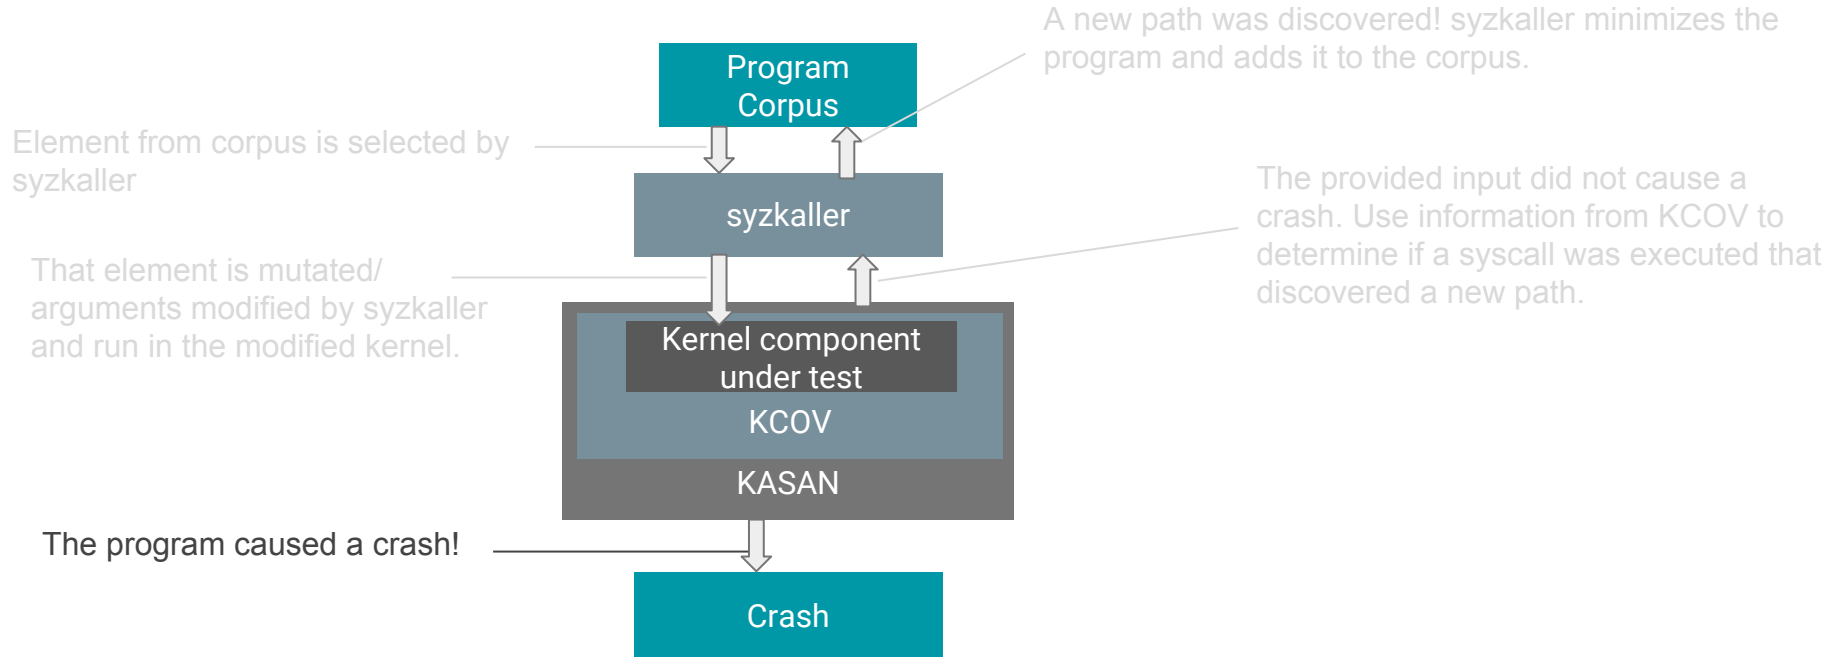 A new path was discovered! syzkaller minimizes the
program and adds it to the corpus.
Program
Corpus
Element from corpus is selected by
syzkaller
The provided input did not cause a
crash. Use information from KCOV to
determine if a syscall was executed that
discovered a new path.
syzkaller
That element is mutated/
arguments modified by syzkaller
and run in the modified kernel.
Kernel component
under test
KCOV
KASAN
The program caused a crash!
Crash